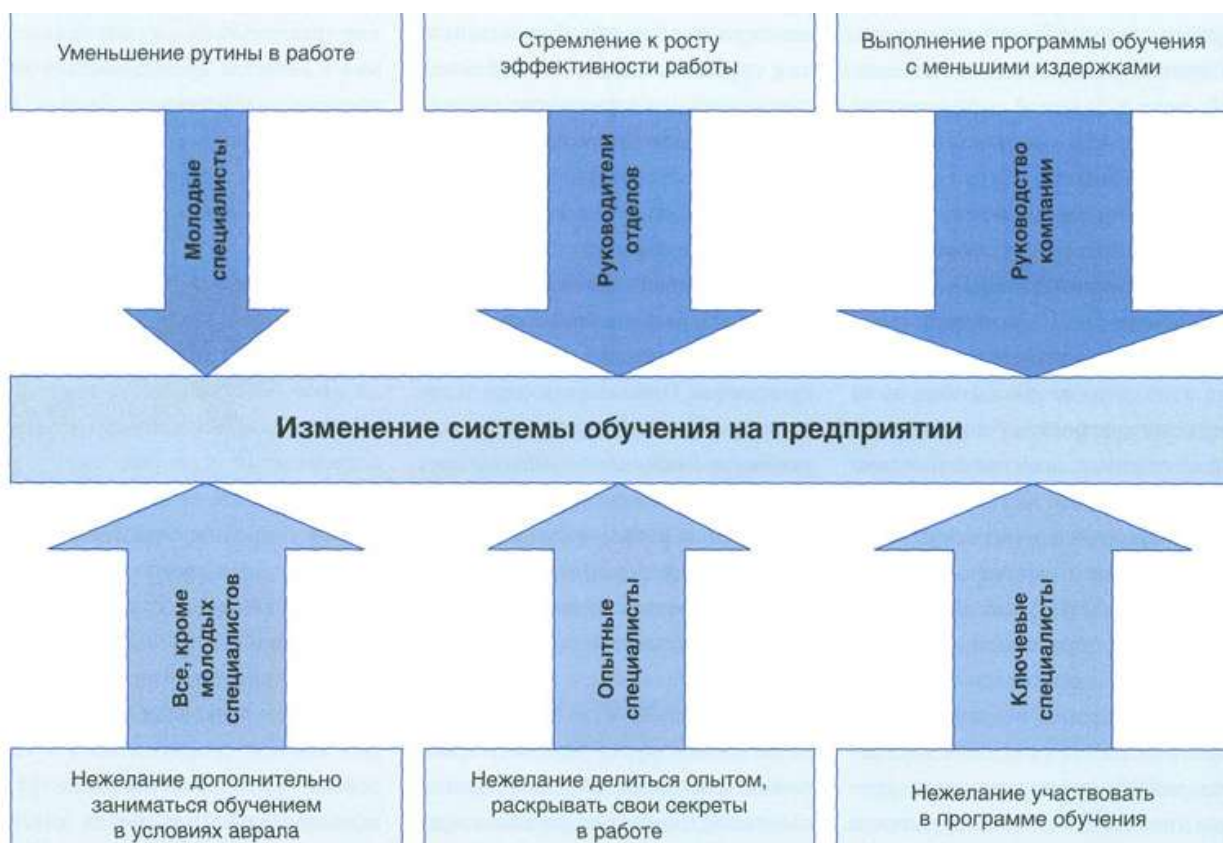 Уменьшение рутины в работе
Стремление к росту
эффективности работы
Выполнение программы обучения
с меньшими издержками
Молодые
специалисты
Руководители
отделов
Руководство
компании
Изменение системы обучения на предприятии
Все, кроме
молодых
специалистов
Опытные
специалисты
Ключевые
специалисты
Нежелание дополнительно
заниматься обучением
в условиях аврала
Нежелание делиться опытом,
раскрывать свои секреты
в работе
Нежелание участвовать
в программе обучения